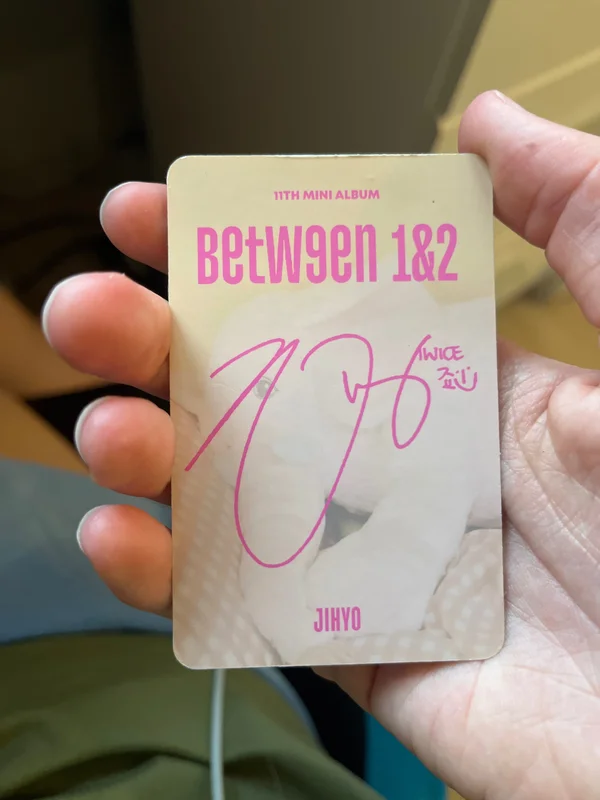 11TH MINI ALBUM
BETW9EN 1&2
TWICE
JIHYO